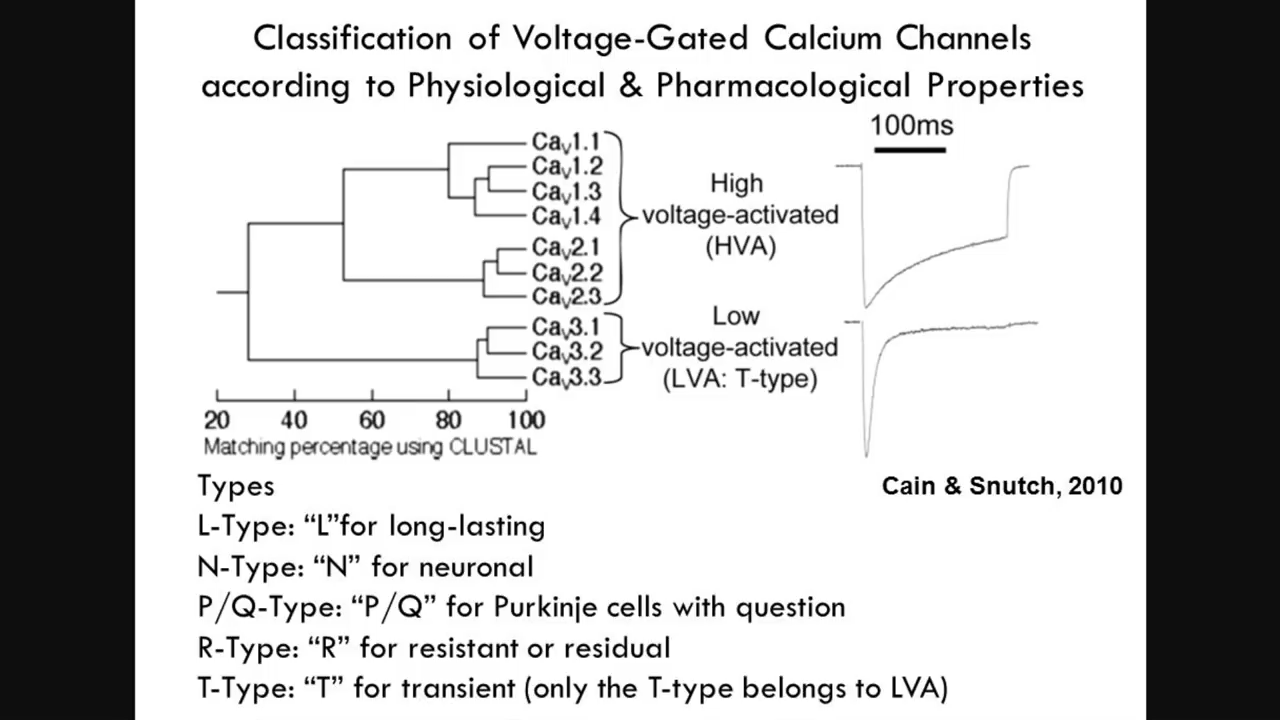 Classification of Voltage-Gated Calcium Channels
according to Physiological & Pharmacological Properties
100ms
Cav1.1
Cav1.2
Cav1.3
Cav1.4
Cav2.1
Cav2.2
Cav2.3
Cav3.1
Cav3.2
Cav3.3
High
voltage-activated
(HVA)
Low
voltage-activated
(LVA: T-type)
20 40 60 80 100
Matching percentage using CLUSTAL
Cain & Snutch, 2010
Types
L-Type: “L”for long-lasting
N-Type: “N” for neuronal
P/Q-Type: “P/Q” for Purkinje cells with question
R-Type: “R” for resistant or residual
T-Type: “T” for transient (only the T-type belongs to LVA)